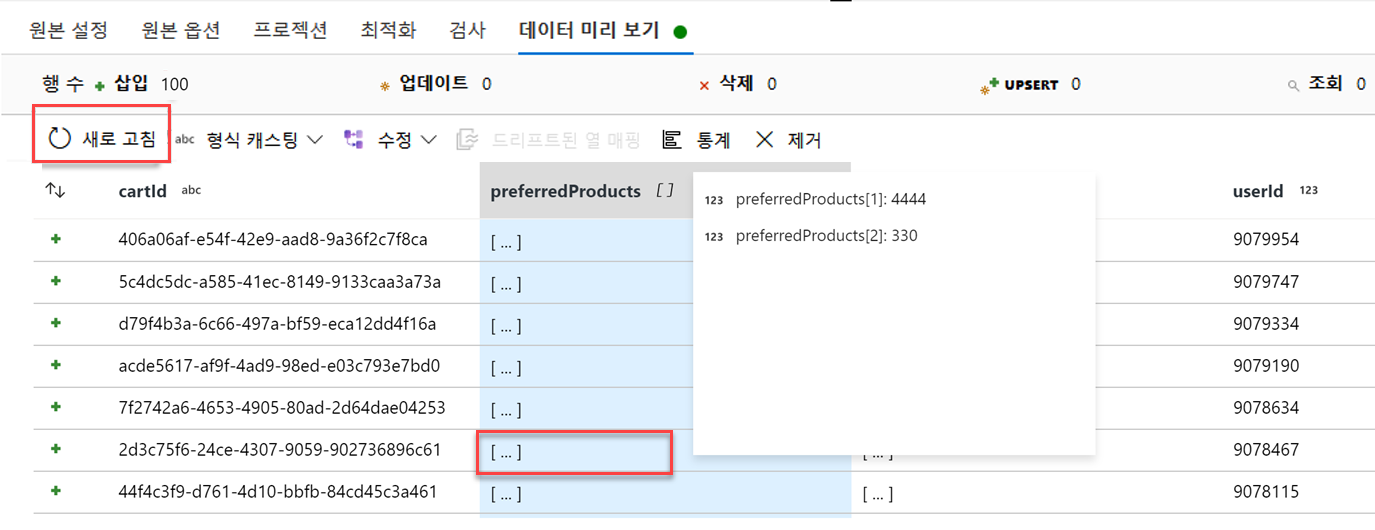 원본 설정 원본 옵션 프로젝션 최적화 검사 데이터 미리 보기
행 수 삽입 100 업데이트 0 삭제 0 UPSERT 0 조회 0
새로 고침 abc 형식 캐스팅 수정 드리프트된 열 매핑 통계 제거
cartId abc preferredProducts [] userId 123
123 preferredProducts[1]: 4444
123 preferredProducts[2]: 330
406a06af-e54f-42e9-aad8-9a36f2c7f8ca [ ... ] 9079954
5c4dc5dc-a585-41ec-8149-9133caa3a73a [ ... ] 9079747
d79f4b3a-6c66-497a-bf59-eca12dd4f16a [ ... ] 9079334
acde5617-af9f-4ad9-98ed-e03c793e7bd0 [ ... ] 9079190
7f2742a6-4653-4905-80ad-2d64dae04253 [ ... ] 9078634
2d3c75f6-24ce-4307-9059-902736896c61 [ ... ] [ ... ] 9078467
44f4c3f9-d761-4d10-bbfb-84cd45c3a461 [ ... ] [ ... ] 9078115